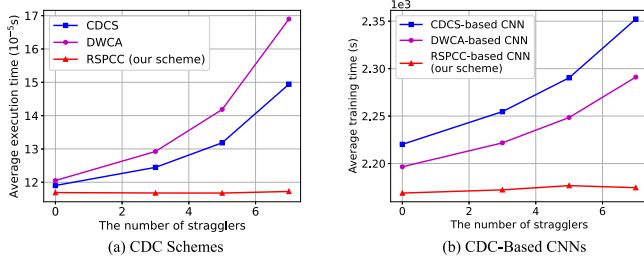 1e3
17
16
15
14
13
12
Average execution time (10⁻⁵s)
CDCS
DWCA
RSPCC (our scheme)
0 2 4 6
The number of stragglers
(a) CDC Schemes
2,35
2,30
2,25
2,20
Average training time (s)
CDCS-based CNN
DWCA-based CNN
RSPCC-based CNN
(our scheme)
0 2 4 6
The number of stragglers
(b) CDC-Based CNNs